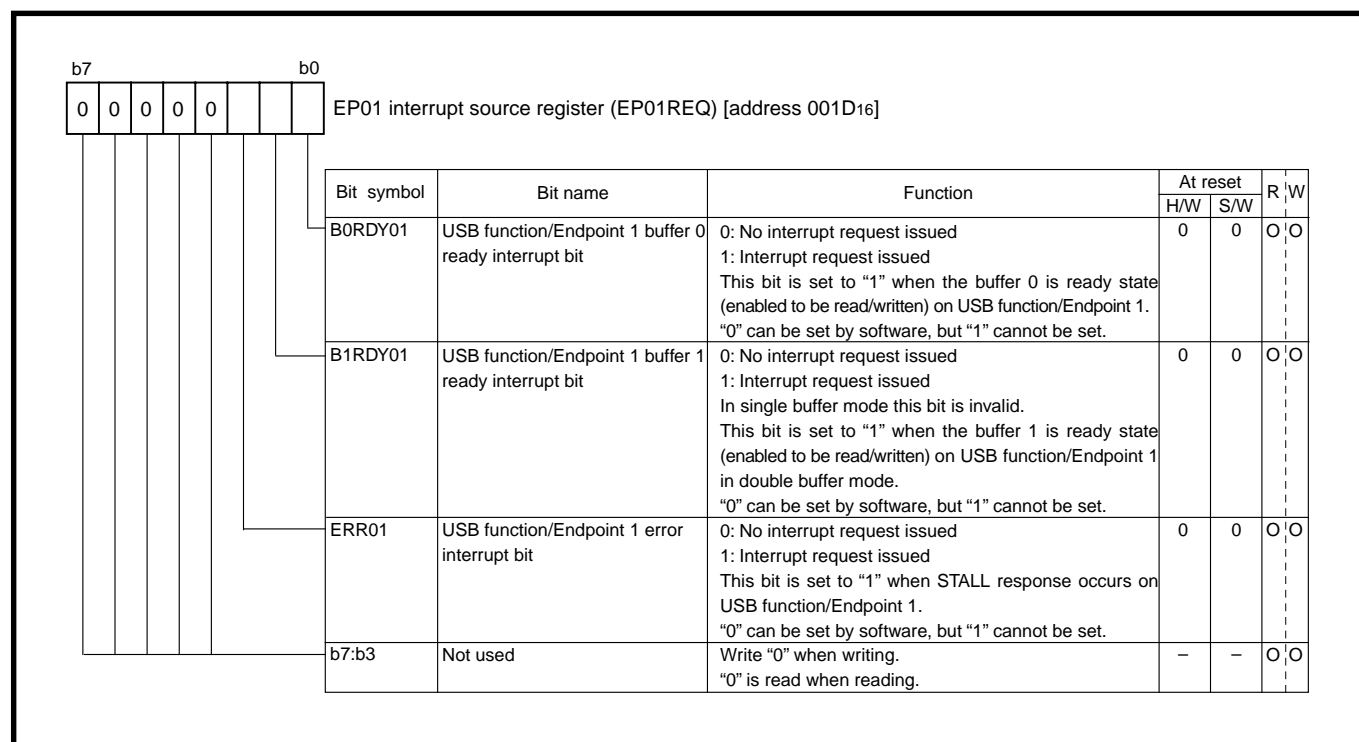 b7 b0
0 0 0 0 0 EP01 interrupt source register (EP01REQ) [address 001D16]
Bit symbol Bit name Function At reset R W
H/W S/W
B0RDY01 USB function/Endpoint 1 buffer 0 0: No interrupt request issued 0 0 O O
ready interrupt bit 1: Interrupt request issued
This bit is set to “1” when the buffer 0 is ready state
(enabled to be read/written) on USB function/Endpoint 1.
“0” can be set by software, but “1” cannot be set.
B1RDY01 USB function/Endpoint 1 buffer 1 0: No interrupt request issued 0 0 O O
ready interrupt bit 1: Interrupt request issued
In single buffer mode this bit is invalid.
This bit is set to “1” when the buffer 1 is ready state
(enabled to be read/written) on USB function/Endpoint 1
in double buffer mode.
“0” can be set by software, but “1” cannot be set.
ERR01 USB function/Endpoint 1 error 0: No interrupt request issued 0 0 O O
interrupt bit 1: Interrupt request issued
This bit is set to “1” when STALL response occurs on
USB function/Endpoint 1.
“0” can be set by software, but “1” cannot be set.
b7:b3 Not used Write “0” when writing. – – O O
“0” is read when reading.